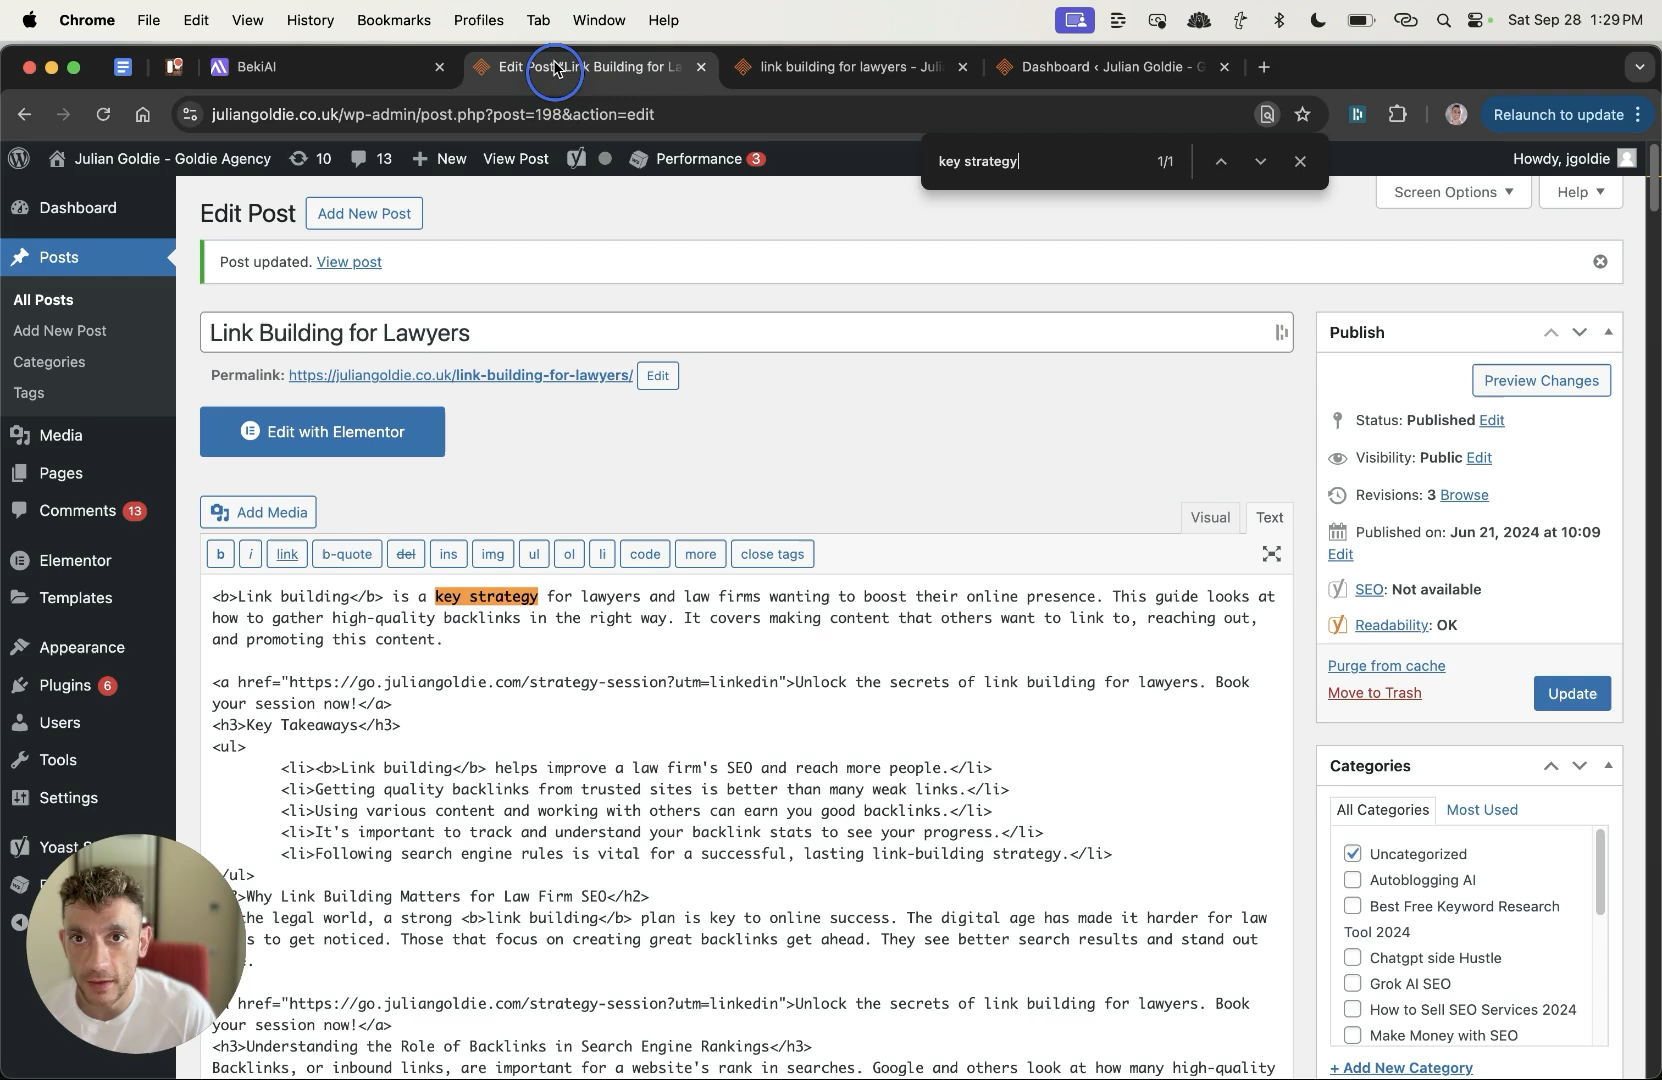 Chrome File Edit View History Bookmarks Profiles Tab Window Help Sat Sep 28 1:29 PM
BekiAI Edit Post "Link Building for La link building for lawyers - Juli Dashboard ‹ Julian Goldie - G
juliangoldie.co.uk/wp-admin/post.php?post=198&action=edit Relaunch to update
Julian Goldie - Goldie Agency 10 13 New View Post Performance 3 Howdy, jgoldie
key strategy 1/1
Screen Options Help
Dashboard
Posts
All Posts
Add New Post
Categories
Tags
Media
Pages
Comments 13
Elementor
Templates
Appearance
Plugins 6
Users
Tools
Settings
Yoast S
Edit Post Add New Post
Post updated. View post
Link Building for Lawyers
Permalink: https://juliangoldie.co.uk/link-building-for-lawyers/ Edit
Edit with Elementor
Add Media Visual Text
b i link b-quote del ins img ul ol li code more close tags
<b>Link building</b> is a key strategy for lawyers and law firms wanting to boost their online presence. This guide looks at
how to gather high-quality backlinks in the right way. It covers making content that others want to link to, reaching out,
and promoting this content.
<a href="https://go.juliangoldie.com/strategy-session?utm=linkedin">Unlock the secrets of link building for lawyers. Book
your session now!</a>
<h3>Key Takeaways</h3>
<ul>
<li><b>Link building</b> helps improve a law firm's SEO and reach more people.</li>
<li>Getting quality backlinks from trusted sites is better than many weak links.</li>
<li>Using various content and working with others can earn you good backlinks.</li>
<li>It's important to track and understand your backlink stats to see your progress.</li>
<li>Following search engine rules is vital for a successful, lasting link-building strategy.</li>
/ul>
>Why Link Building Matters for Law Firm SEO</h2>
he legal world, a strong <b>link building</b> plan is key to online success. The digital age has made it harder for law
s to get noticed. Those that focus on creating great backlinks get ahead. They see better search results and stand out
.
href="https://go.juliangoldie.com/strategy-session?utm=linkedin">Unlock the secrets of link building for lawyers. Book
your session now!</a>
<h3>Understanding the Role of Backlinks in Search Engine Rankings</h3>
Backlinks, or inbound links, are important for a website's rank in searches. Google and others look at how many high-quality
Publish
Preview Changes
Status: Published Edit
Visibility: Public Edit
Revisions: 3 Browse
Published on: Jun 21, 2024 at 10:09
Edit
SEO: Not available
Readability: OK
Purge from cache
Move to Trash Update
Categories
All Categories Most Used
Uncategorized
Autoblogging AI
Best Free Keyword Research
Tool 2024
Chatgpt side Hustle
Grok AI SEO
How to Sell SEO Services 2024
Make Money with SEO
+ Add New Category